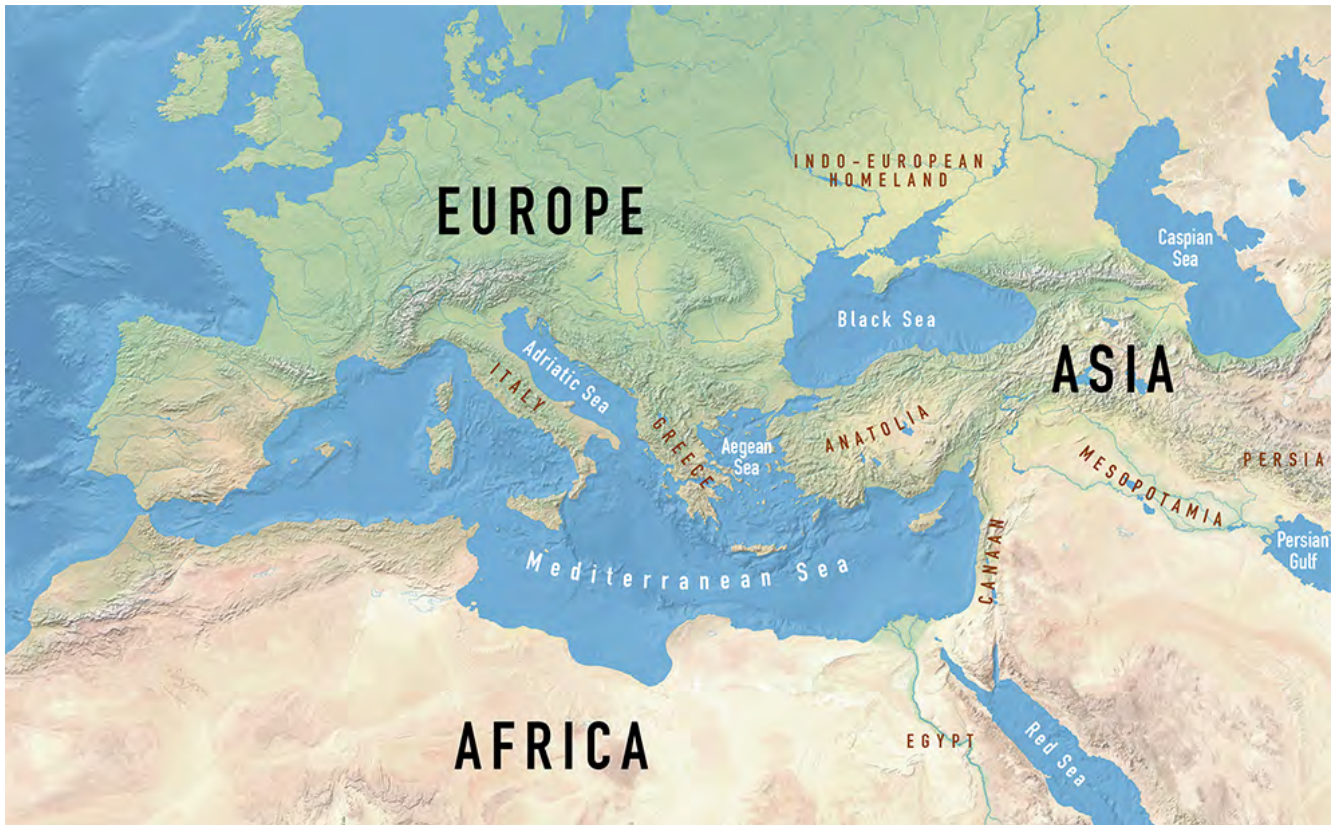 INDO-EUROPEAN
HOMELAND
EUROPE
Caspian
Sea
Black Sea
Adriatic Sea
ITALY
ASIA
GREECE
Aegean
Sea
ANATOLIA
MESOPOTAMIA
PERSIA
Persian
Gulf
Mediterranean Sea
CANAAN
AFRICA
EGYPT
Red Sea